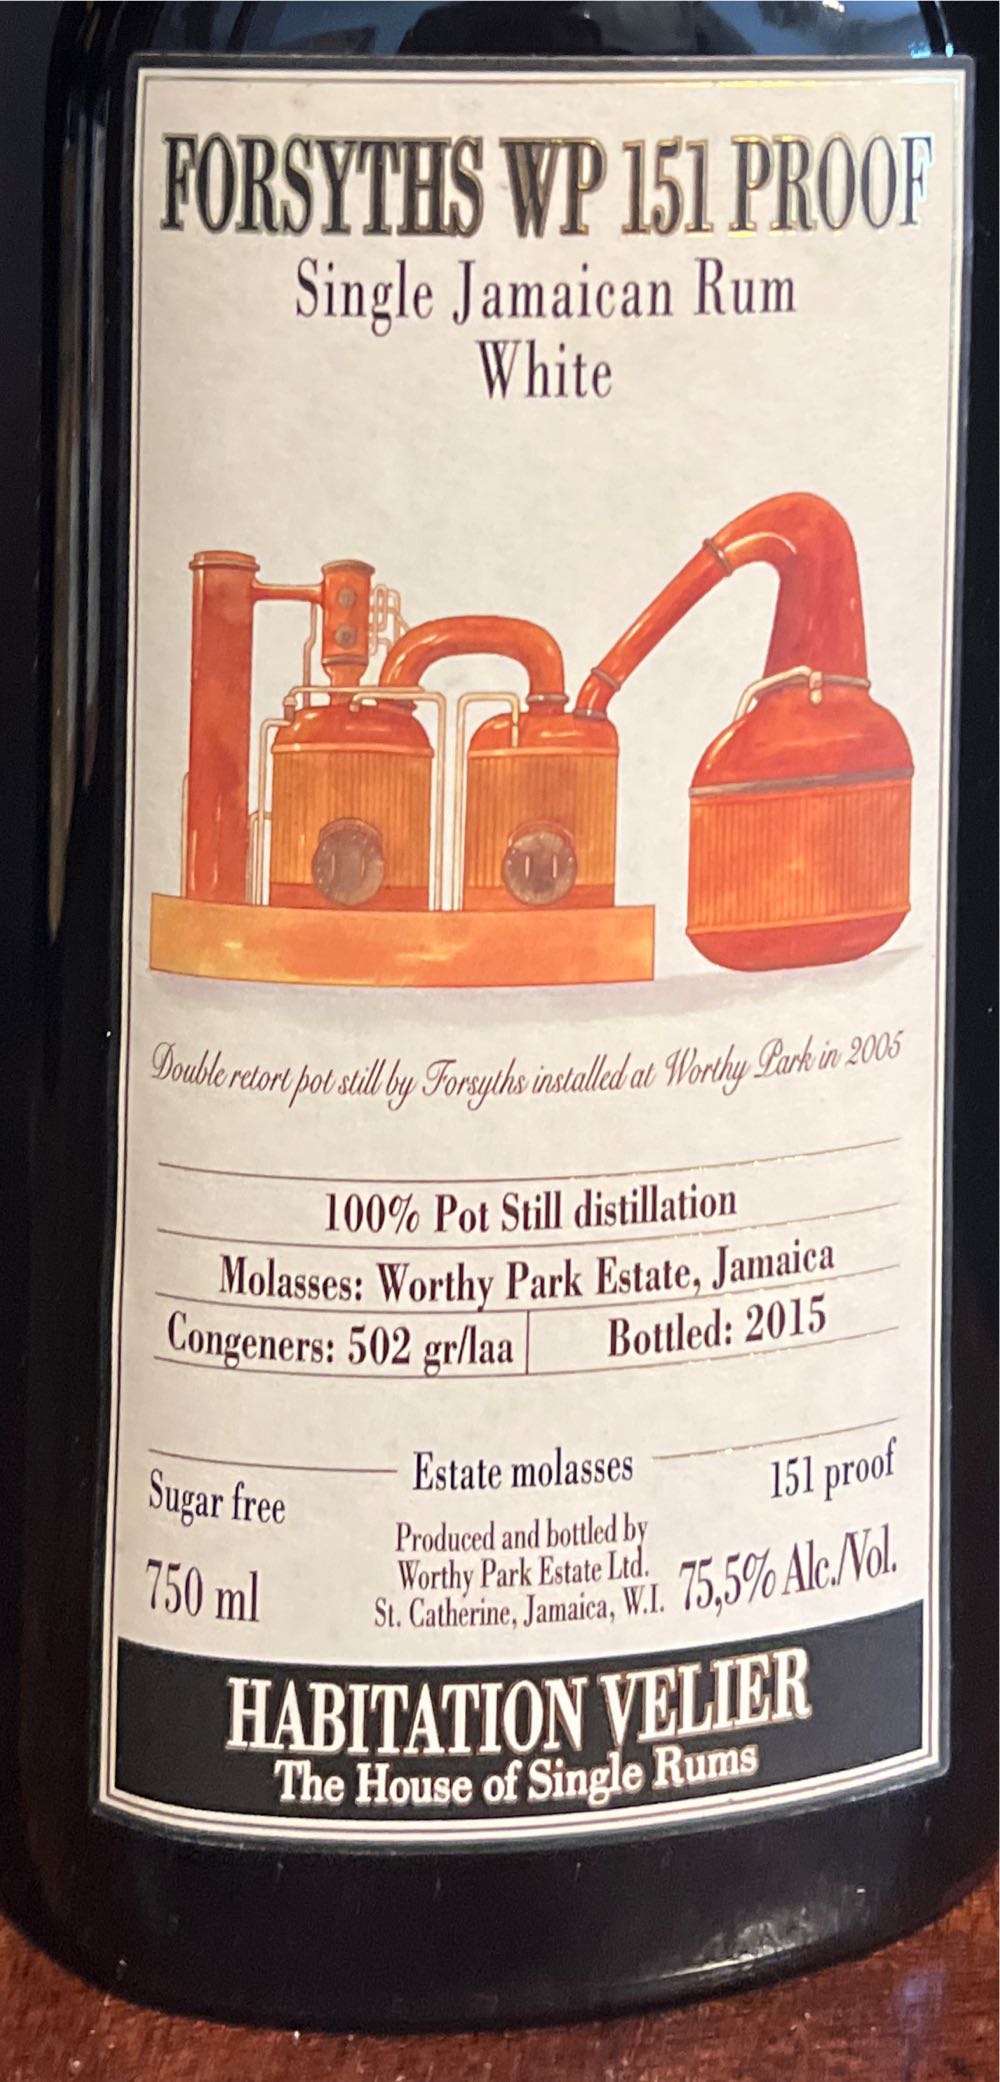 FORSYTHS WP 151 PROOF
Single Jamaican Rum
White
Double retort pot still by Forsyths installed at Worthy Park in 2005
100% Pot Still distillation
Molasses: Worthy Park Estate, Jamaica
Congeners: 502 gr/laa
Bottled: 2015
Sugar free
Estate molasses
151 proof
750 ml
Produced and bottled by
Worthy Park Estate Ltd.
St. Catherine, Jamaica, W.I.
75,5% Alc./Vol.
HABITATION VELIER
The House of Single Rums